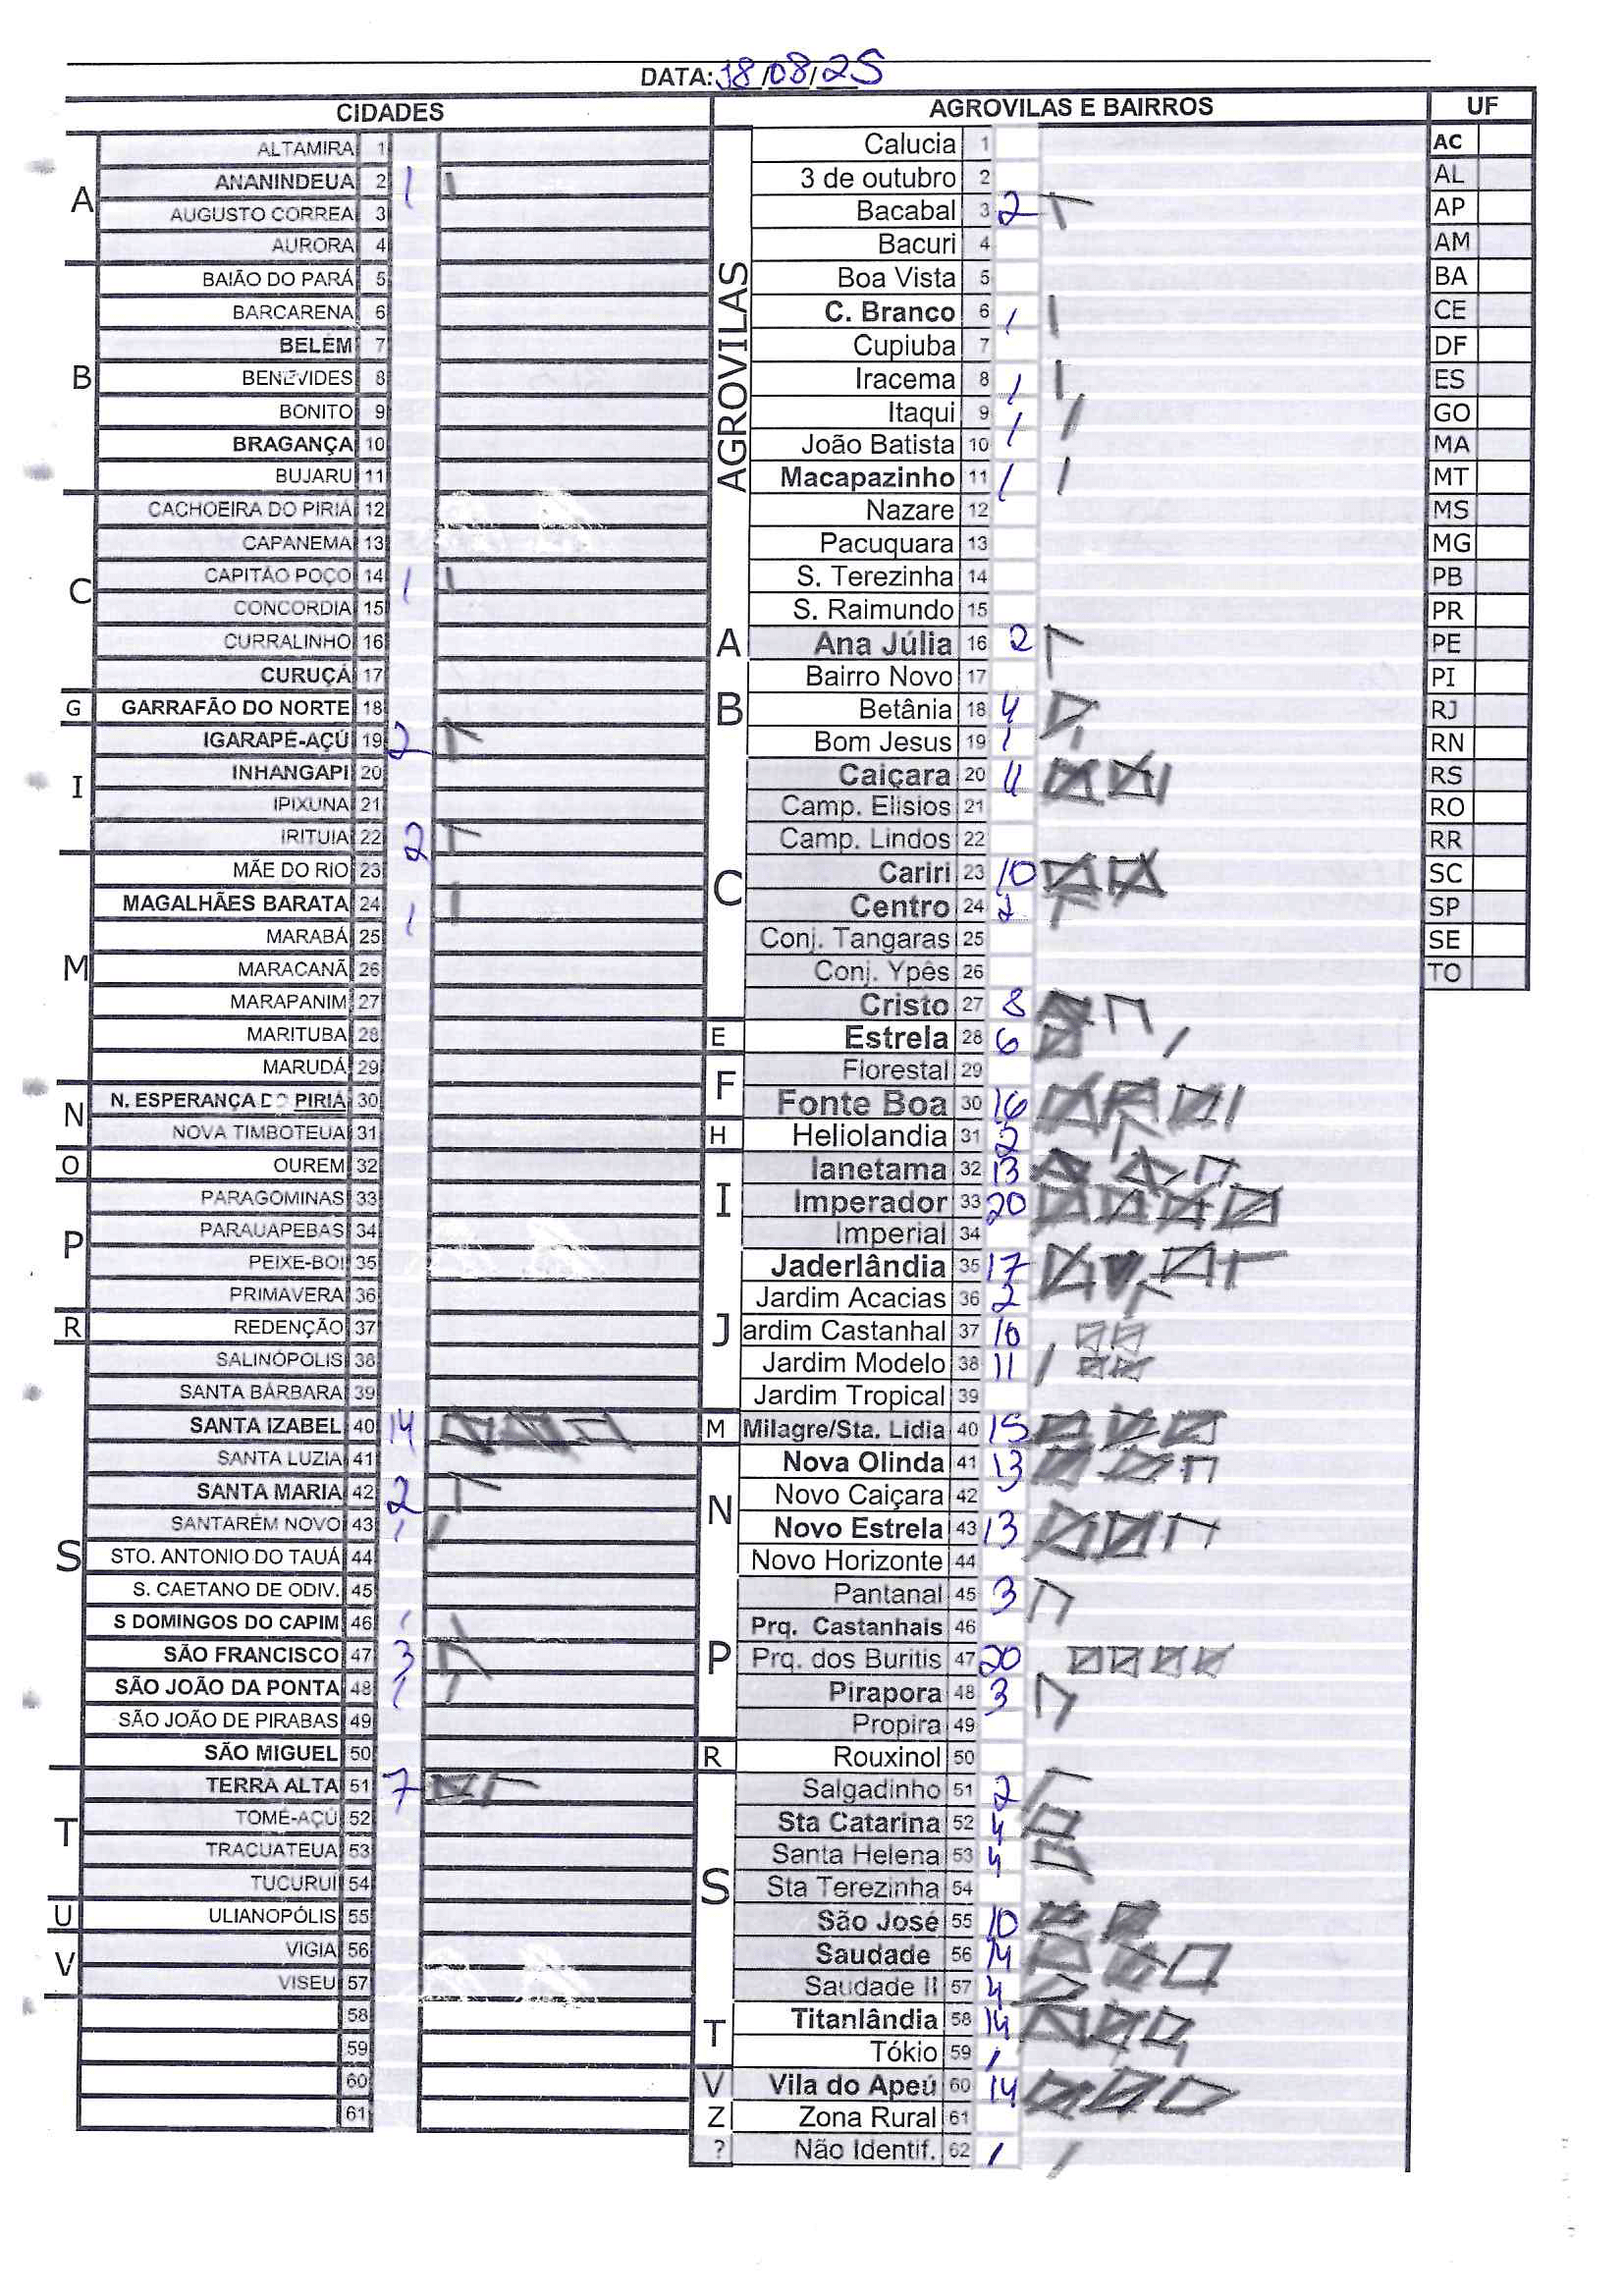 DATA: 18/08/25
CIDADES
A
ALTAMIRA 1
ANANINDEUA 2 1
AUGUSTO CORREA 3
AURORA 4
B
BAIÃO DO PARÁ 5
BARCARENA 6
BELÉM 7
BENEVIDES 8
BONITO 9
BRAGANÇA 10
BUJARU 11
C
CACHOEIRA DO PIRIÁ 12
CAPANEMA 13
CAPITÃO POÇO 14 1
CONCORDIA 15
CURRALINHO 16
CURUÇÁ 17
G
GARRAFÃO DO NORTE 18
I
IGARAPÉ-AÇÚ 19 2
INHANGAPI 20
IPIXUNA 21
IRITUIA 22 2
M
MÃE DO RIO 23
MAGALHÃES BARATA 24 1
MARABÁ 25
MARACANÃ 26
MARAPANIM 27
MARITUBA 28
MARUDÁ 29
N
N. ESPERANÇA DO PIRIÁ 30
NOVA TIMBOTEUA 31
O
OUREM 32
P
PARAGOMINAS 33
PARAUAPEBAS 34
PEIXE-BOI 35
PRIMAVERA 36
R
REDENÇÃO 37
S
SALINÓPOLIS 38
SANTA BÁRBARA 39
SANTA IZABEL 40 14
SANTA LUZIA 41
SANTA MARIA 42 2
SANTARÉM NOVO 43 1
STO. ANTONIO DO TAUÁ 44
S. CAETANO DE ODIV. 45
S DOMINGOS DO CAPIM 46 1
SÃO FRANCISCO 47 3
SÃO JOÃO DA PONTA 48 1
SÃO JOÃO DE PIRABAS 49
SÃO MIGUEL 50
T
TERRA ALTA 51 7
TOMÉ-AÇÚ 52
TRACUATEUA 53
TUCURUÍ 54
U
ULIANOPÓLIS 55
V
VIGIA 56
VISEU 57
58
59
60
61
AGROVILAS E BAIRROS
AGROVILAS
Calucia 1
3 de outubro 2
Bacabal 3 2
Bacuri 4
Boa Vista 5
C. Branco 6 1
Cupiuba 7
Iracema 8 1
Itaqui 9 1
João Batista 10
Macapazinho 11 1
Nazare 12
Pacuquara 13
S. Terezinha 14
S. Raimundo 15
A
Ana Júlia 16 2
B
Bairro Novo 17
Betânia 18 4
Bom Jesus 19 1
C
Caiçara 20 11
Camp. Elisios 21
Camp. Lindos 22
Cariri 23 10
Centro 24 2
Conj. Tangaras 25
Conj. Ypês 26
Cristo 27 8
E
Estrela 28 6
F
Florestal 29
Fonte Boa 30 16
H
Heliolandia 31 2
I
Ianetama 32 13
Imperador 33 20
Imperial 34
J
Jaderlândia 35 17
Jardim Acacias 36 2
ardim Castanhal 37 10
Jardim Modelo 38 11
Jardim Tropical 39
M
Milagre/Sta. Lidia 40 15
N
Nova Olinda 41 13
Novo Caiçara 42
Novo Estrela 43 13
Novo Horizonte 44
P
Pantanal 45 3
Prq. Castanhais 46
Prq. dos Buritis 47 20
Pirapora 48 3
Propira 49
R
Rouxinol 50
S
Salgadinho 51 2
Sta Catarina 52 4
Santa Helena 53 4
Sta Terezinha 54
São José 55 10
Saudade 56 14
Saudade II 57 4
T
Titanlândia 58 14
Tókio 59 1
V
Vila do Apeú 60 14
Z
Zona Rural 61
?
Não Identif. 62 1
UF
AC
AL
AP
AM
BA
CE
DF
ES
GO
MA
MT
MS
MG
PB
PR
PE
PI
RJ
RN
RS
RO
RR
SC
SP
SE
TO